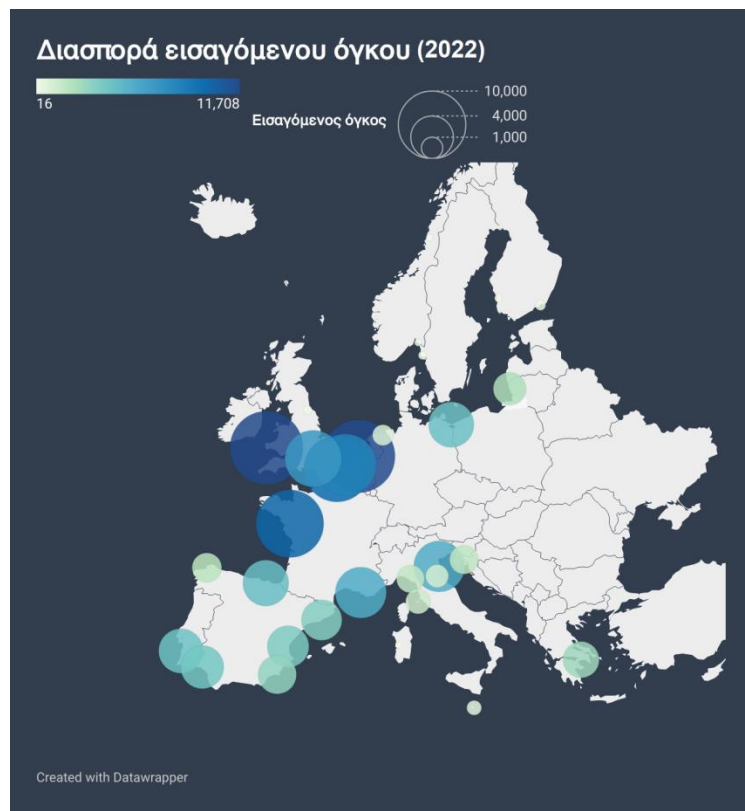 Διασπορά εισαγόμενου όγκου (2022)
16 11,708
Εισαγόμενος όγκος
10,000
4,000
1,000
Created with Datawrapper